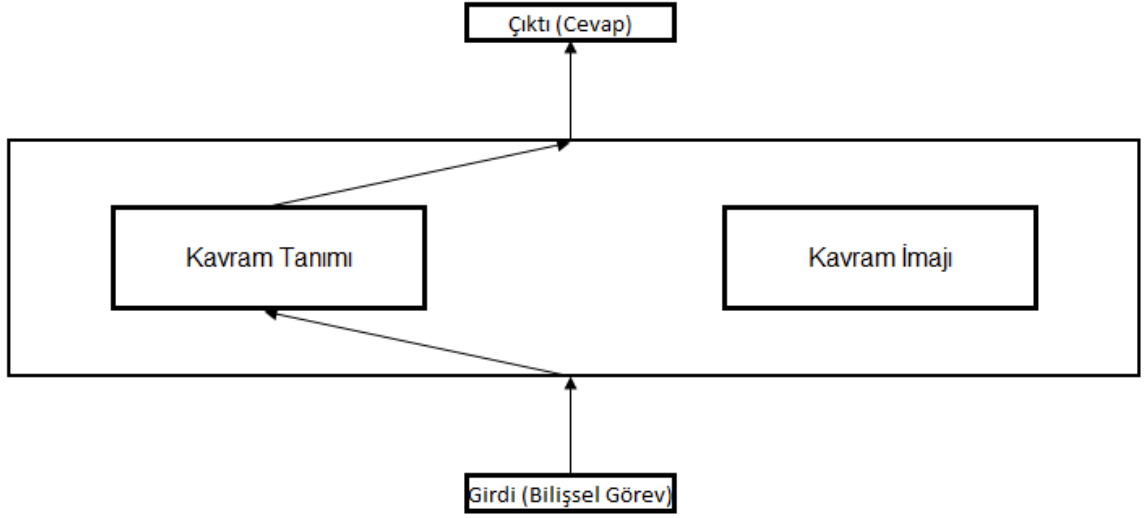 Çıktı (Cevap)
Kavram Tanımı
Kavram İmajı
Girdi (Bilişsel Görev)